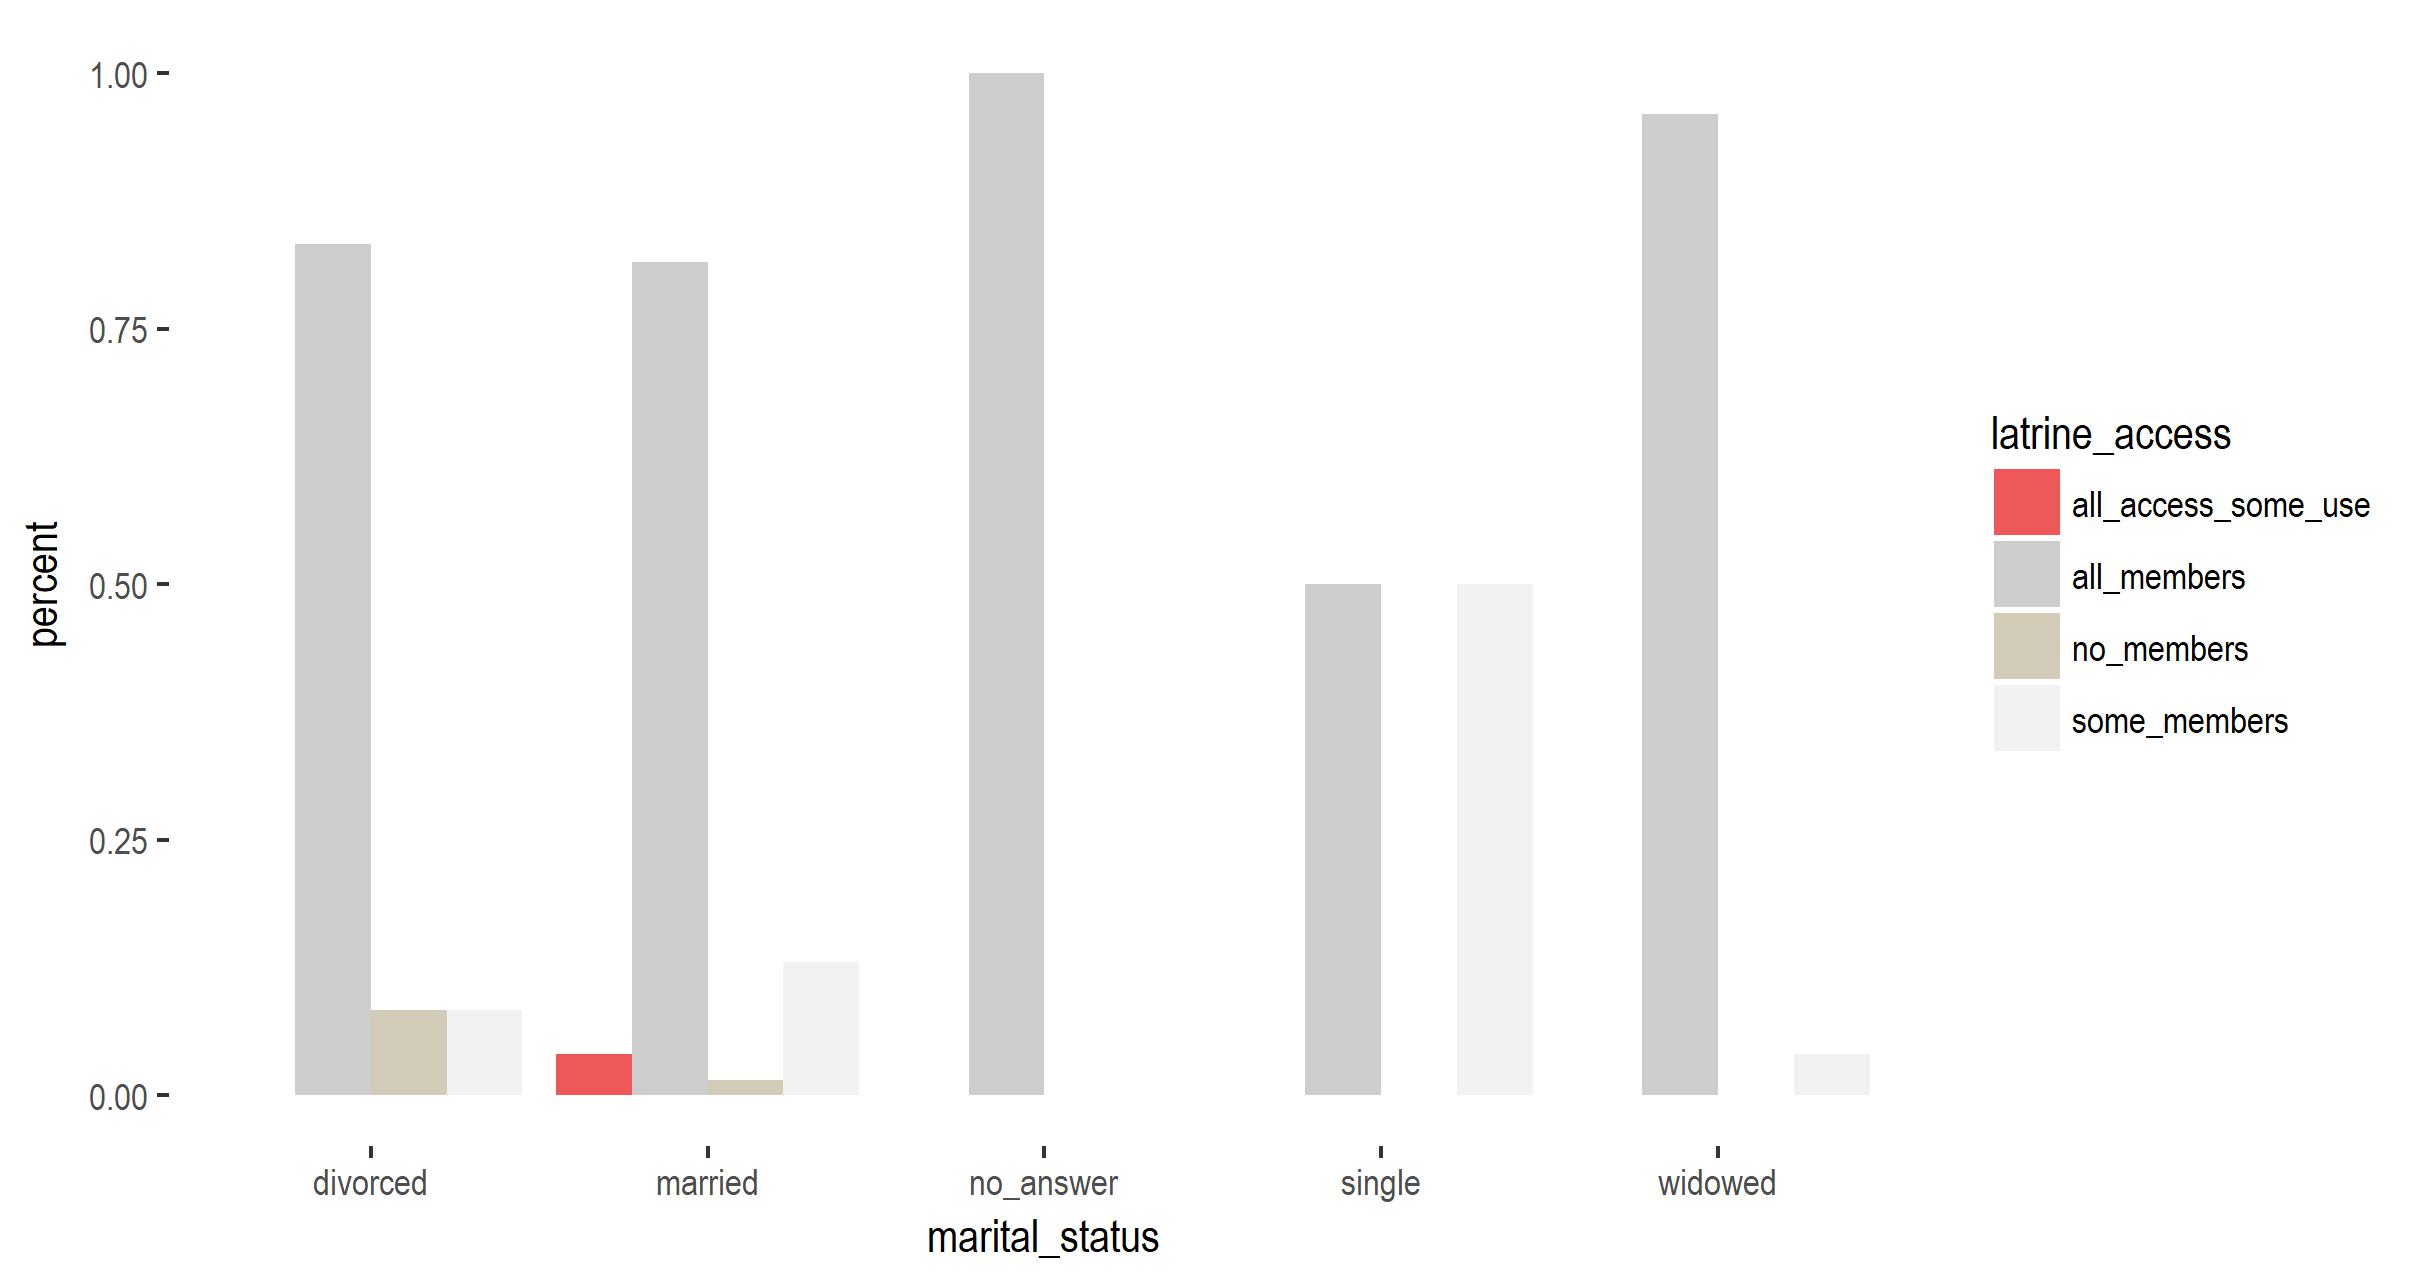 percent
1.00
0.75
0.50
0.25
0.00
divorced married no_answer single widowed
marital_status
latrine_access
all_access_some_use
all_members
no_members
some_members